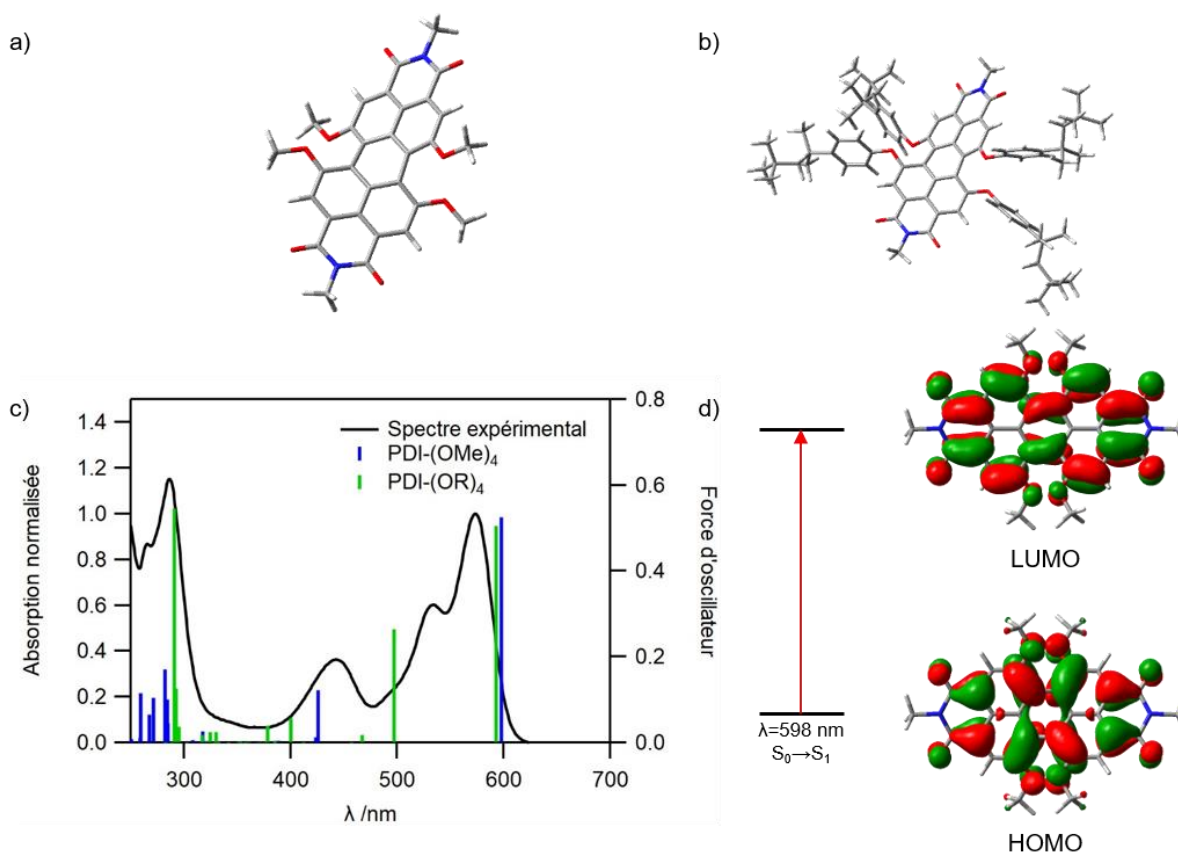 a)
b)
c)
Absorption normalisée
1.4
1.2
1.0
0.8
0.6
0.4
0.2
0.0
Spectre expérimental
PDI-(OMe)₄
PDI-(OR)₄
0.8
0.6
0.4
0.2
0.0
Force d'oscillateur
300
400
500
600
700
λ /nm
d)
LUMO
λ=598 nm
S₀→S₁
HOMO